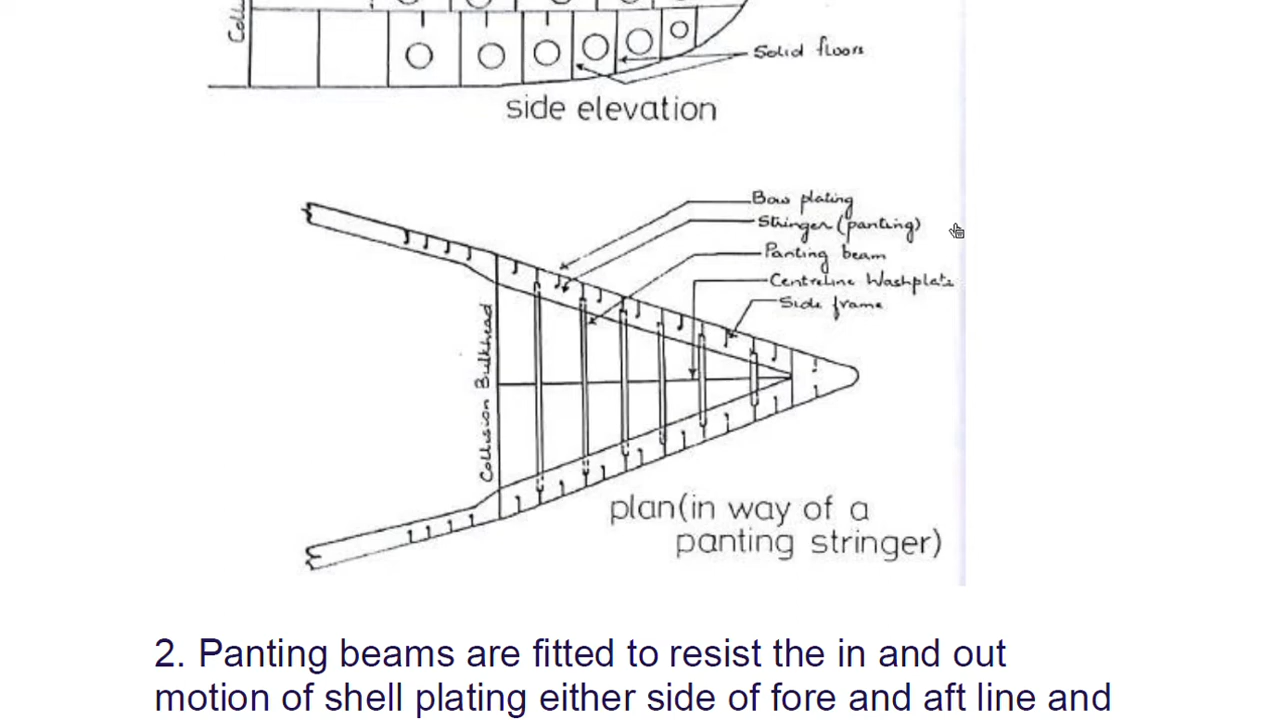 Coll
Solid floors
side elevation
Bow plating
Stringer (panting)
Panting beam
Centreline Washplate
Side frame
Collision Bulkhead
plan(in way of a
panting stringer)
2. Panting beams are fitted to resist the in and out
motion of shell plating either side of fore and aft line and